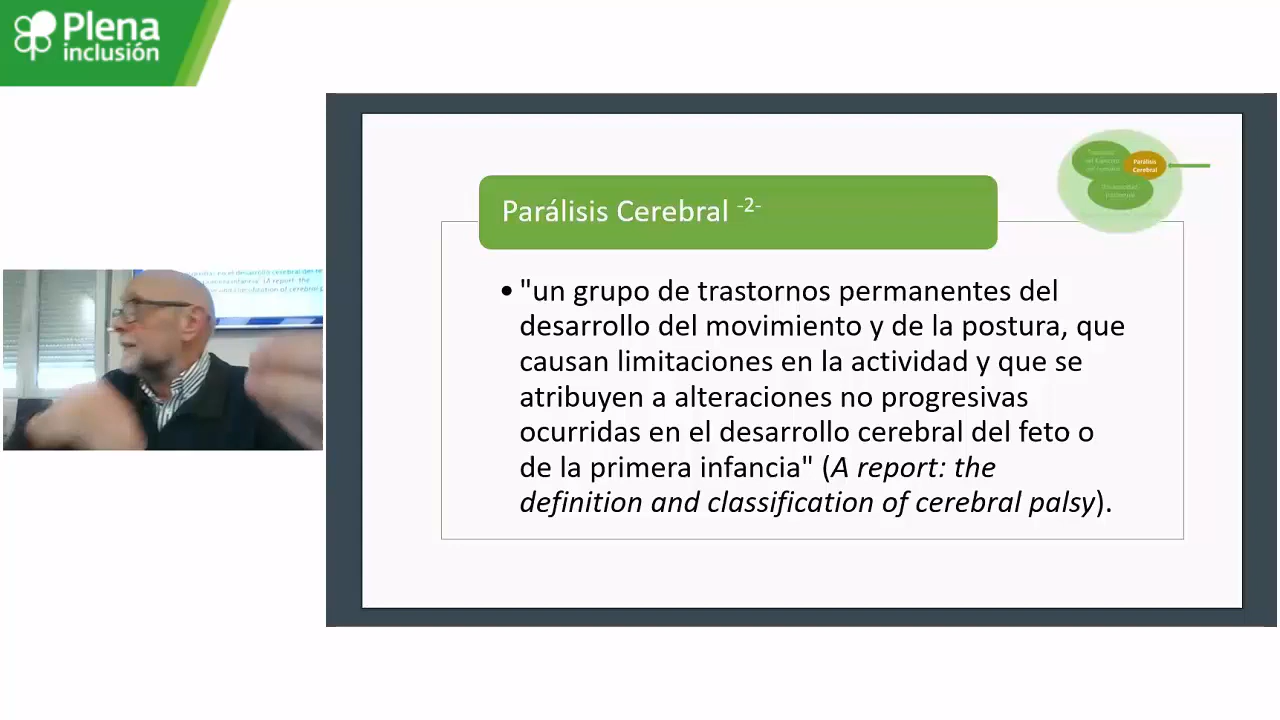 Plena
inclusión
Parálisis
Cerebral
Parálisis Cerebral -2-
• "un grupo de trastornos permanentes del
desarrollo del movimiento y de la postura, que
causan limitaciones en la actividad y que se
atribuyen a alteraciones no progresivas
ocurridas en el desarrollo cerebral del feto o
de la primera infancia" (A report: the
definition and classification of cerebral palsy).